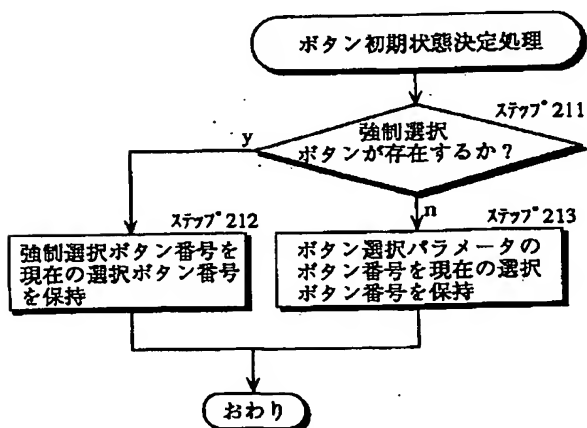 ボタン初期状態決定処理
ステップ211
強制選択
ボタンが存在するか？
y
n
ステップ212
強制選択ボタン番号を
現在の選択ボタン番号
を保持
ステップ213
ボタン選択パラメータの
ボタン番号を現在の選択
ボタン番号を保持
おわり